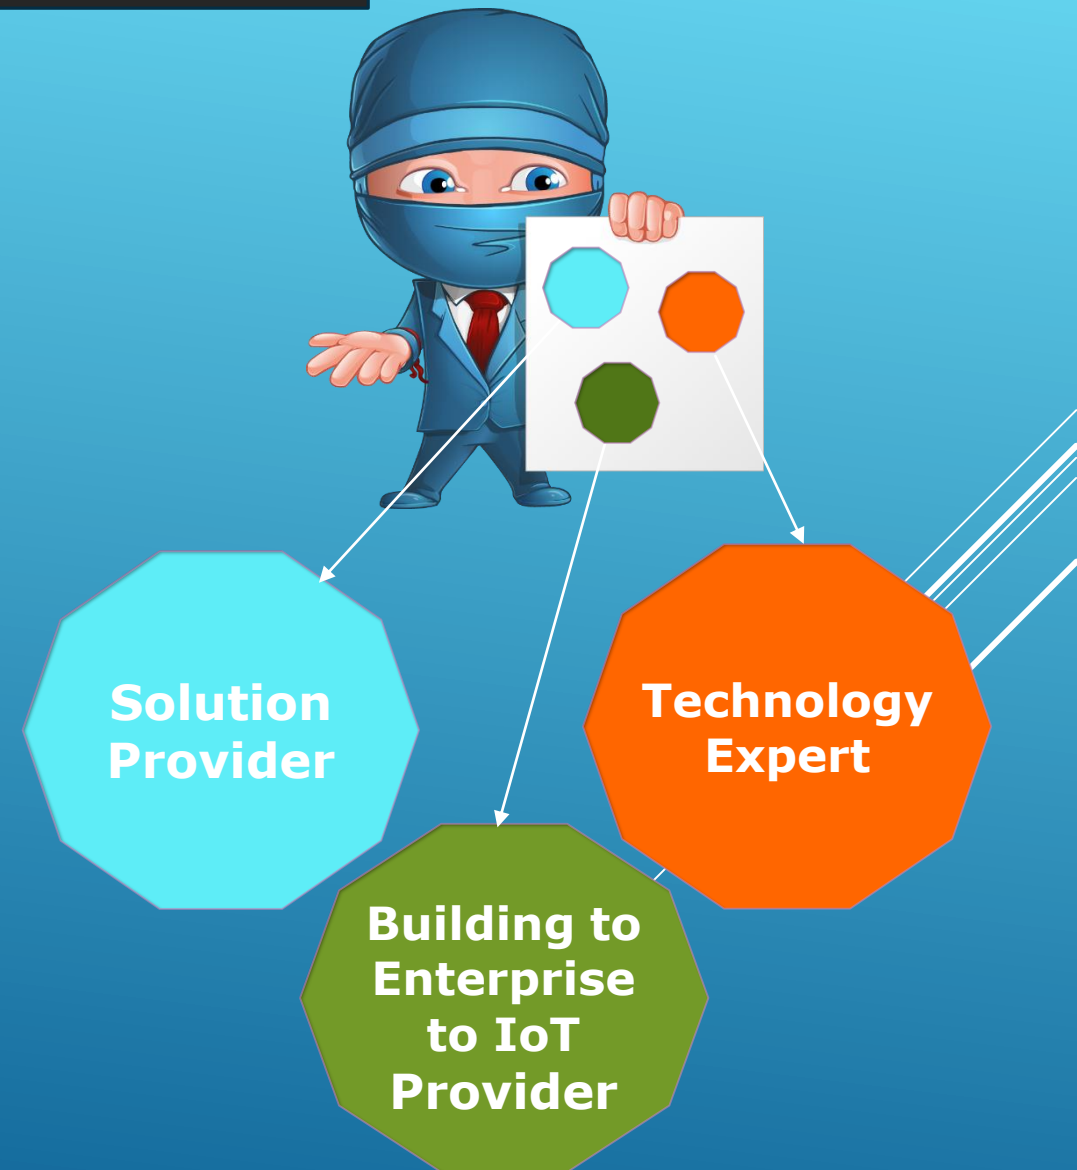 Solution
Provider
Technology
Expert
Building to
Enterprise
to IoT
Provider